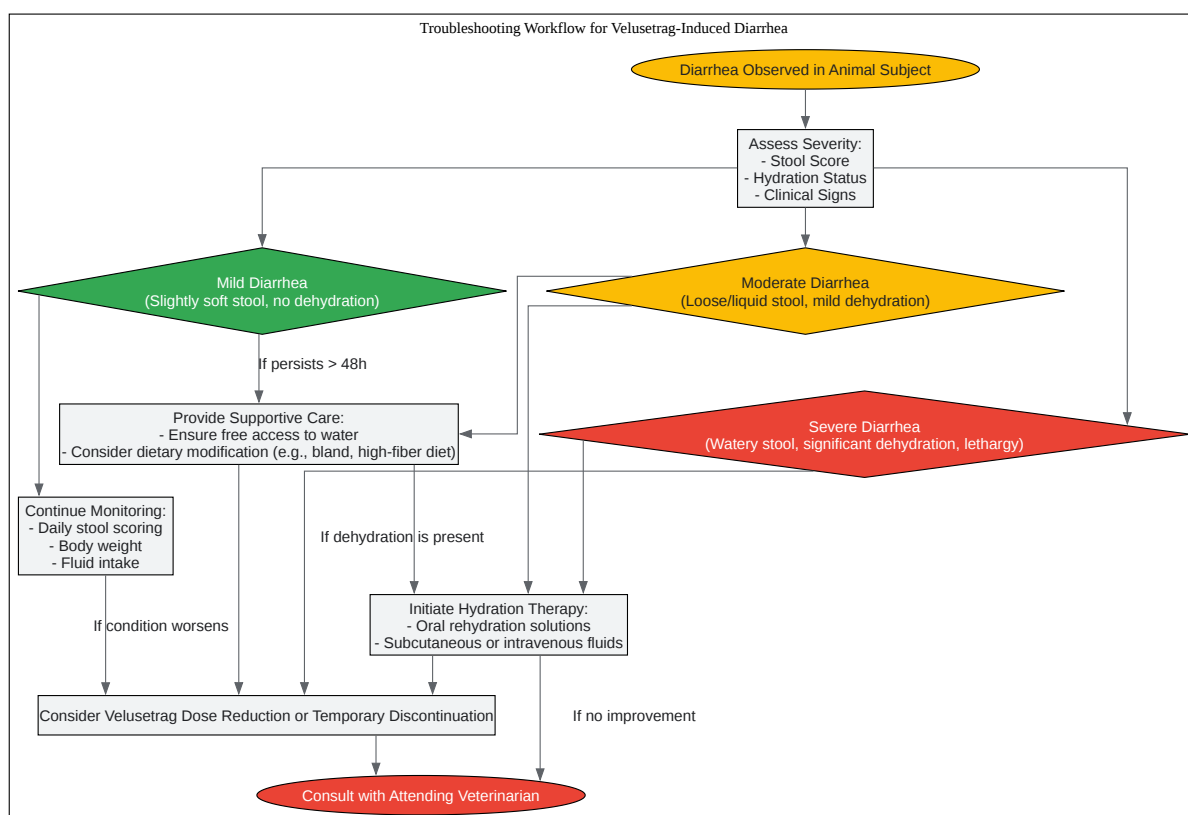 Troubleshooting Workflow for Velusetrag-Induced Diarrhea
Diarrhea Observed in Animal Subject
Assess Severity:
- Stool Score
- Hydration Status
- Clinical Signs
Mild Diarrhea
(Slightly soft stool, no dehydration)
Moderate Diarrhea
(Loose/liquid stool, mild dehydration)
If persists > 48h
Provide Supportive Care:
- Ensure free access to water
- Consider dietary modification (e.g., bland, high-fiber diet)
Severe Diarrhea
(Watery stool, significant dehydration, lethargy)
Continue Monitoring:
- Daily stool scoring
- Body weight
- Fluid intake
If dehydration is present
If condition worsens
Initiate Hydration Therapy:
- Oral rehydration solutions
- Subcutaneous or intravenous fluids
Consider Velusetrag Dose Reduction or Temporary Discontinuation
If no improvement
Consult with Attending Veterinarian